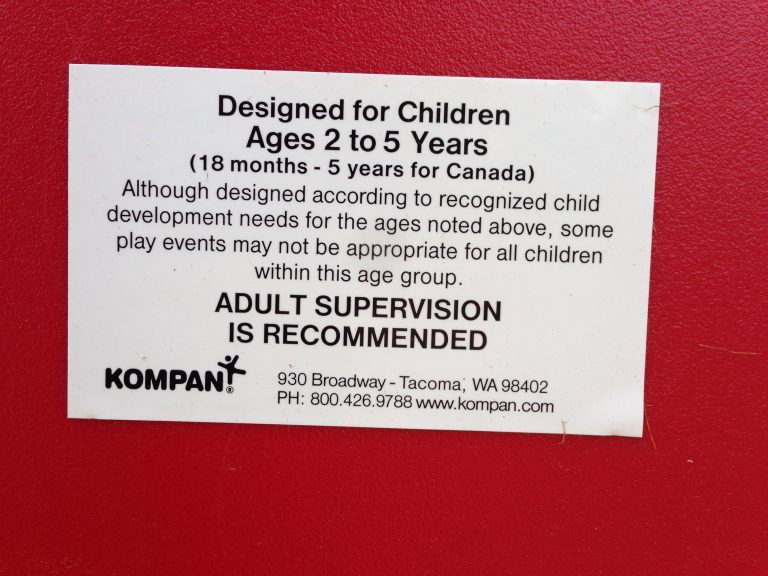 Designed for Children
Ages 2 to 5 Years
(18 months - 5 years for Canada)
Although designed according to recognized child
development needs for the ages noted above, some
play events may not be appropriate for all children
within this age group.
ADULT SUPERVISION
IS RECOMMENDED
KOMPAN®
930 Broadway - Tacoma, WA 98402
PH: 800.426.9788 www.kompan.com